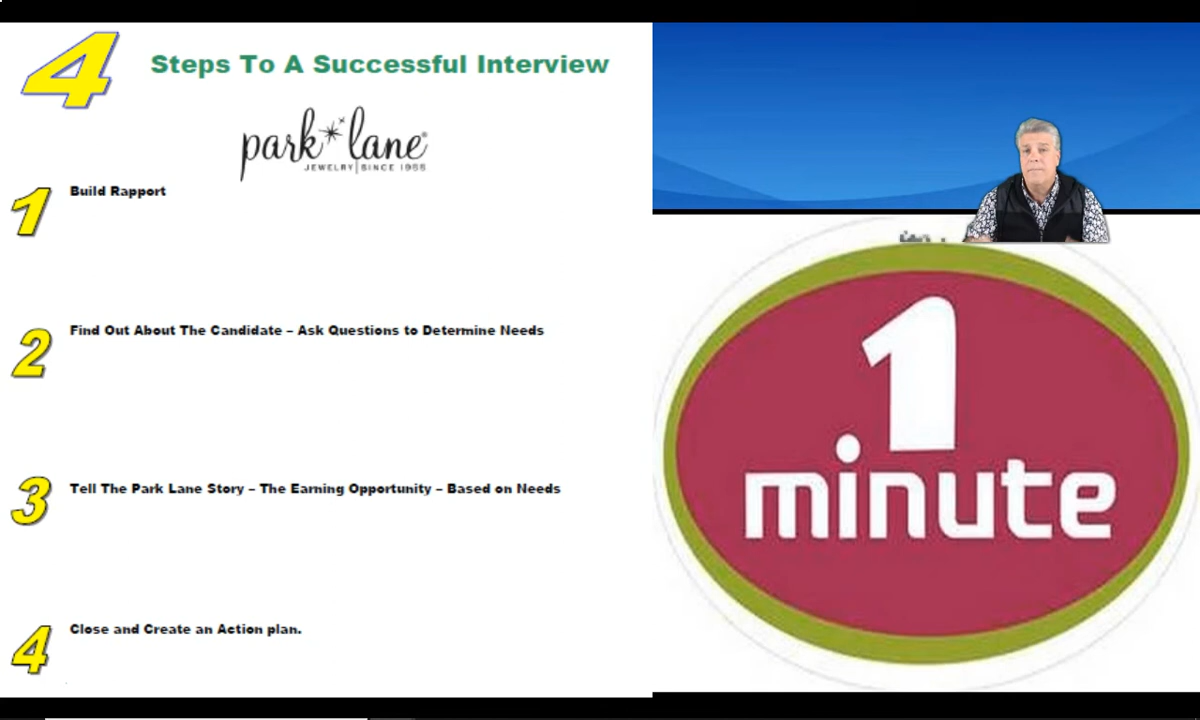 4 Steps To A Successful Interview
park lane®
JEWELRY | SINCE 1955
1 Build Rapport
2 Find Out About The Candidate – Ask Questions to Determine Needs
3 Tell The Park Lane Story – The Earning Opportunity – Based on Needs
4 Close and Create an Action plan.
1
minute